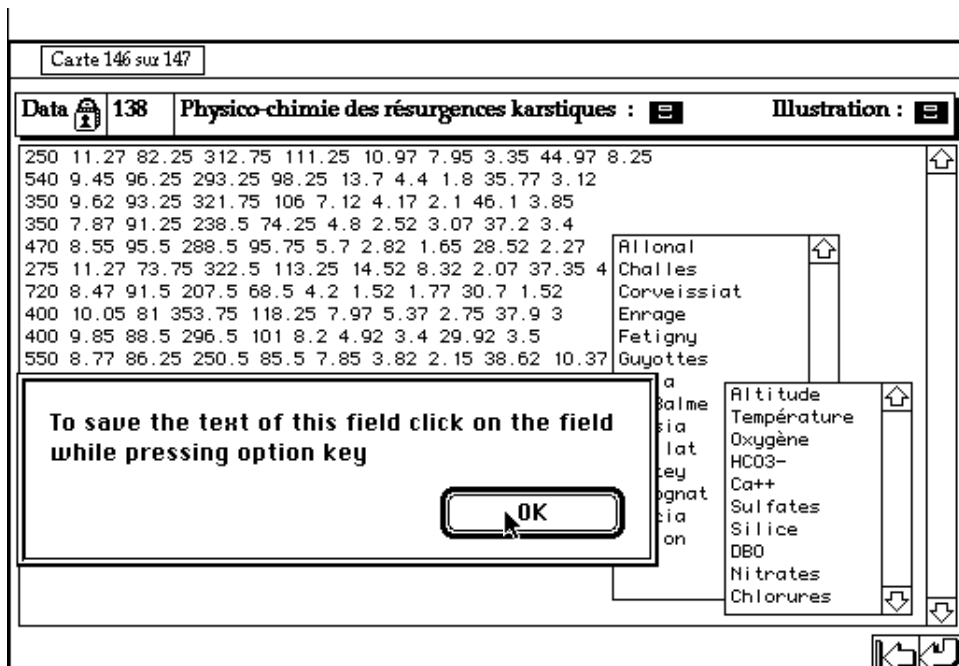 Carte 146 sur 147
Data 138 Physico-chimie des résurgences karstiques : Illustration :
250 11.27 82.25 312.75 111.25 10.97 7.95 3.35 44.97 8.25
540 9.45 96.25 293.25 98.25 13.7 4.4 1.8 35.77 3.12
350 9.62 93.25 321.75 106 7.12 4.17 2.1 46.1 3.85
350 7.87 91.25 238.5 74.25 4.8 2.52 3.07 37.2 3.4
470 8.55 95.5 288.5 95.75 5.7 2.82 1.65 28.52 2.27
275 11.27 73.75 322.5 113.25 14.52 8.32 2.07 37.35 4
720 8.47 91.5 207.5 68.5 4.2 1.52 1.77 30.7 1.52
400 10.05 81 353.75 118.25 7.97 5.37 2.75 37.9 3
400 9.85 88.5 296.5 101 8.2 4.92 3.4 29.92 3.5
550 8.77 86.25 250.5 85.5 7.85 3.82 2.15 38.62 10.37
Allonal
Challes
Corveissiat
Enrage
Fetigny
Guyottes
a
Balme
sia
lat
ey
ognat
cia
on
Altitude
Température
Oxygène
HCO3-
Ca++
Sulfates
Silice
DBO
Nitrates
Chlorures
To save the text of this field click on the field
while pressing option key
OK